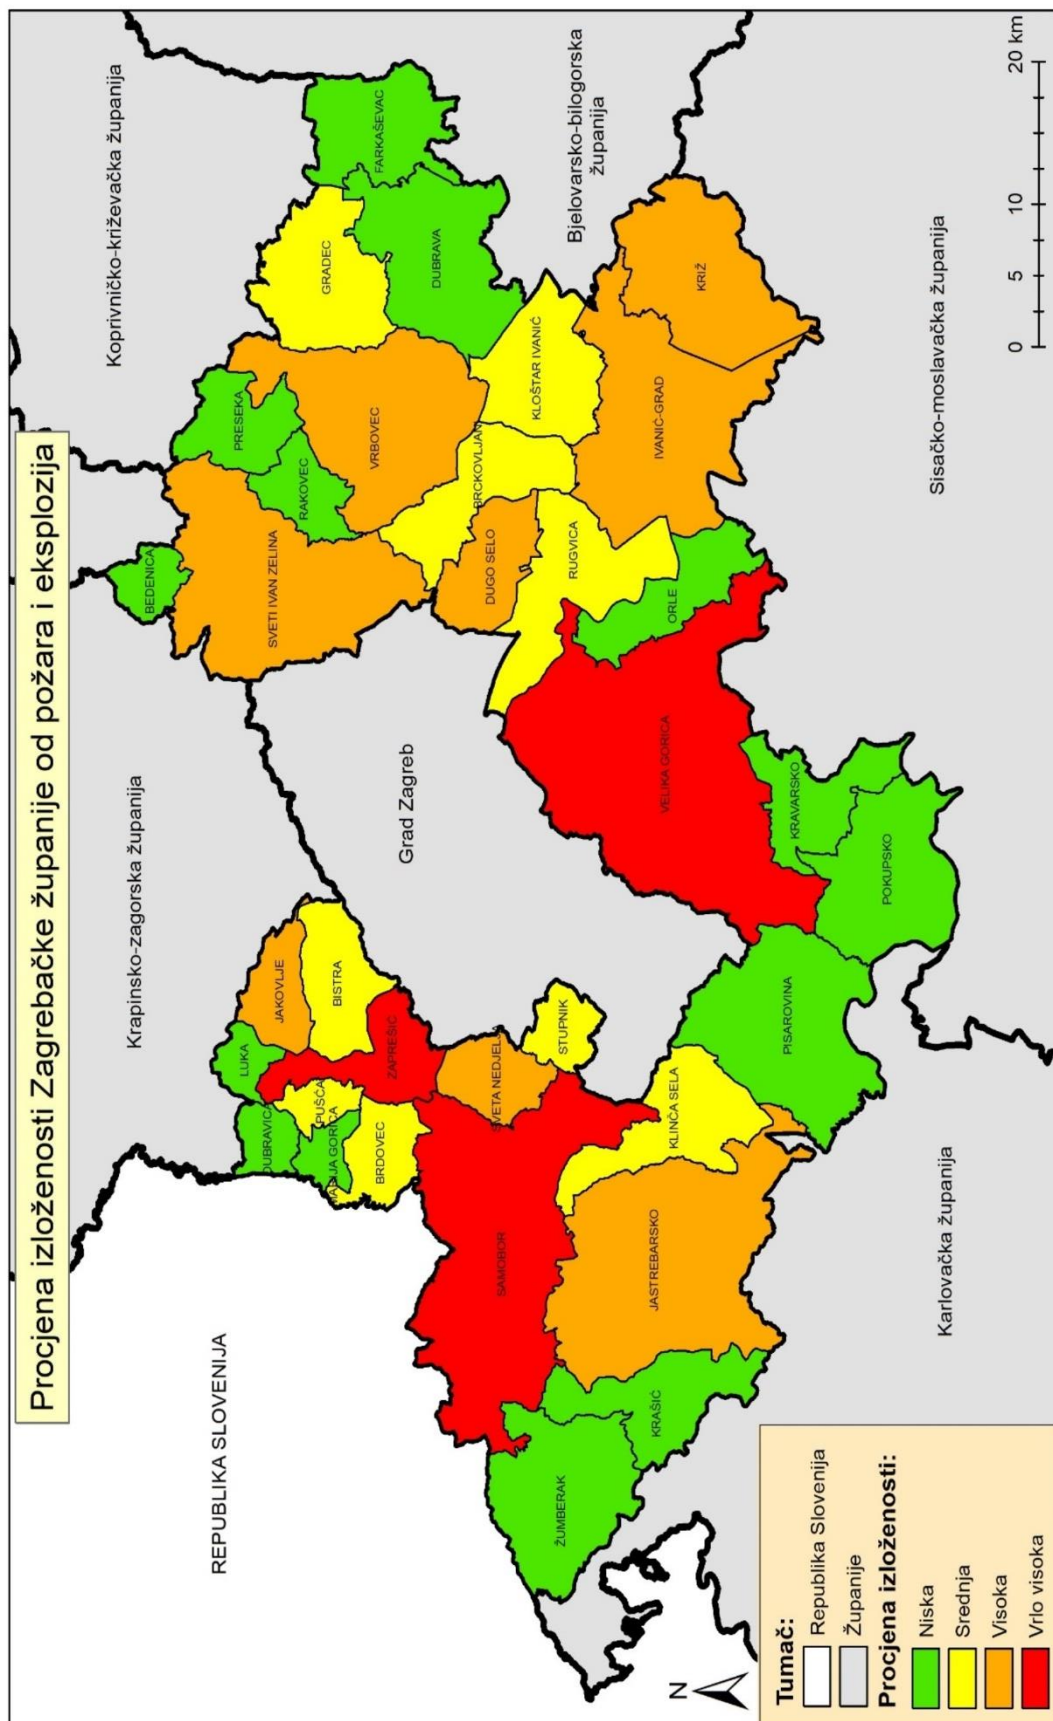 Procjena izloženosti Zagrebačke županije od požara i eksplozija
REPUBLIKA SLOVENIJA
Krapinsko-zagorska županija
Koprivničko-križevačka županija
Bjelovarsko-bilogorska
županija
Grad Zagreb
Karlovačka županija
Sisačko-moslavačka županija
BEDENICA
PRESEKA
RAKOVEC
SVETI IVAN ZELINA
VRBOVEC
GRADEC
FARKAŠEVAC
DUBRAVA
LUKA
JAKOVLJE
BISTRA
DUBRAVICA
PUŠĆA
MARIJA GORICA
BRDOVEC
ZAPREŠIĆ
BRCKOVLJANI
DUGO SELO
KLOŠTAR IVANIĆ
RUGVICA
IVANIĆ-GRAD
KRIŽ
ORLE
SAMOBOR
SVETA NEDJELJA
STUPNIK
ŽUMBERAK
KRAŠIĆ
JASTREBARSKO
KLINČA SELA
PISAROVINA
VELIKA GORICA
KRAVARSKO
POKUPSKO
N
Tumač:
Republika Slovenija
Županije
Procjena izloženosti:
Niska
Srednja
Visoka
Vrlo visoka
0 5 10 20 km